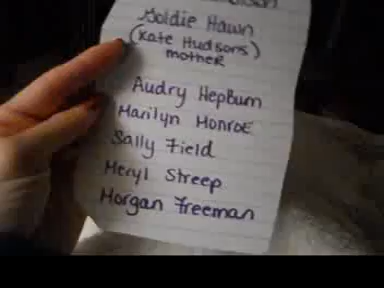 Goldie Hawn
(Kate Hudsons)
mother
Audry Hepburn
Marilyn Monroe
Sally Field
Meryl Streep
Morgan Freeman